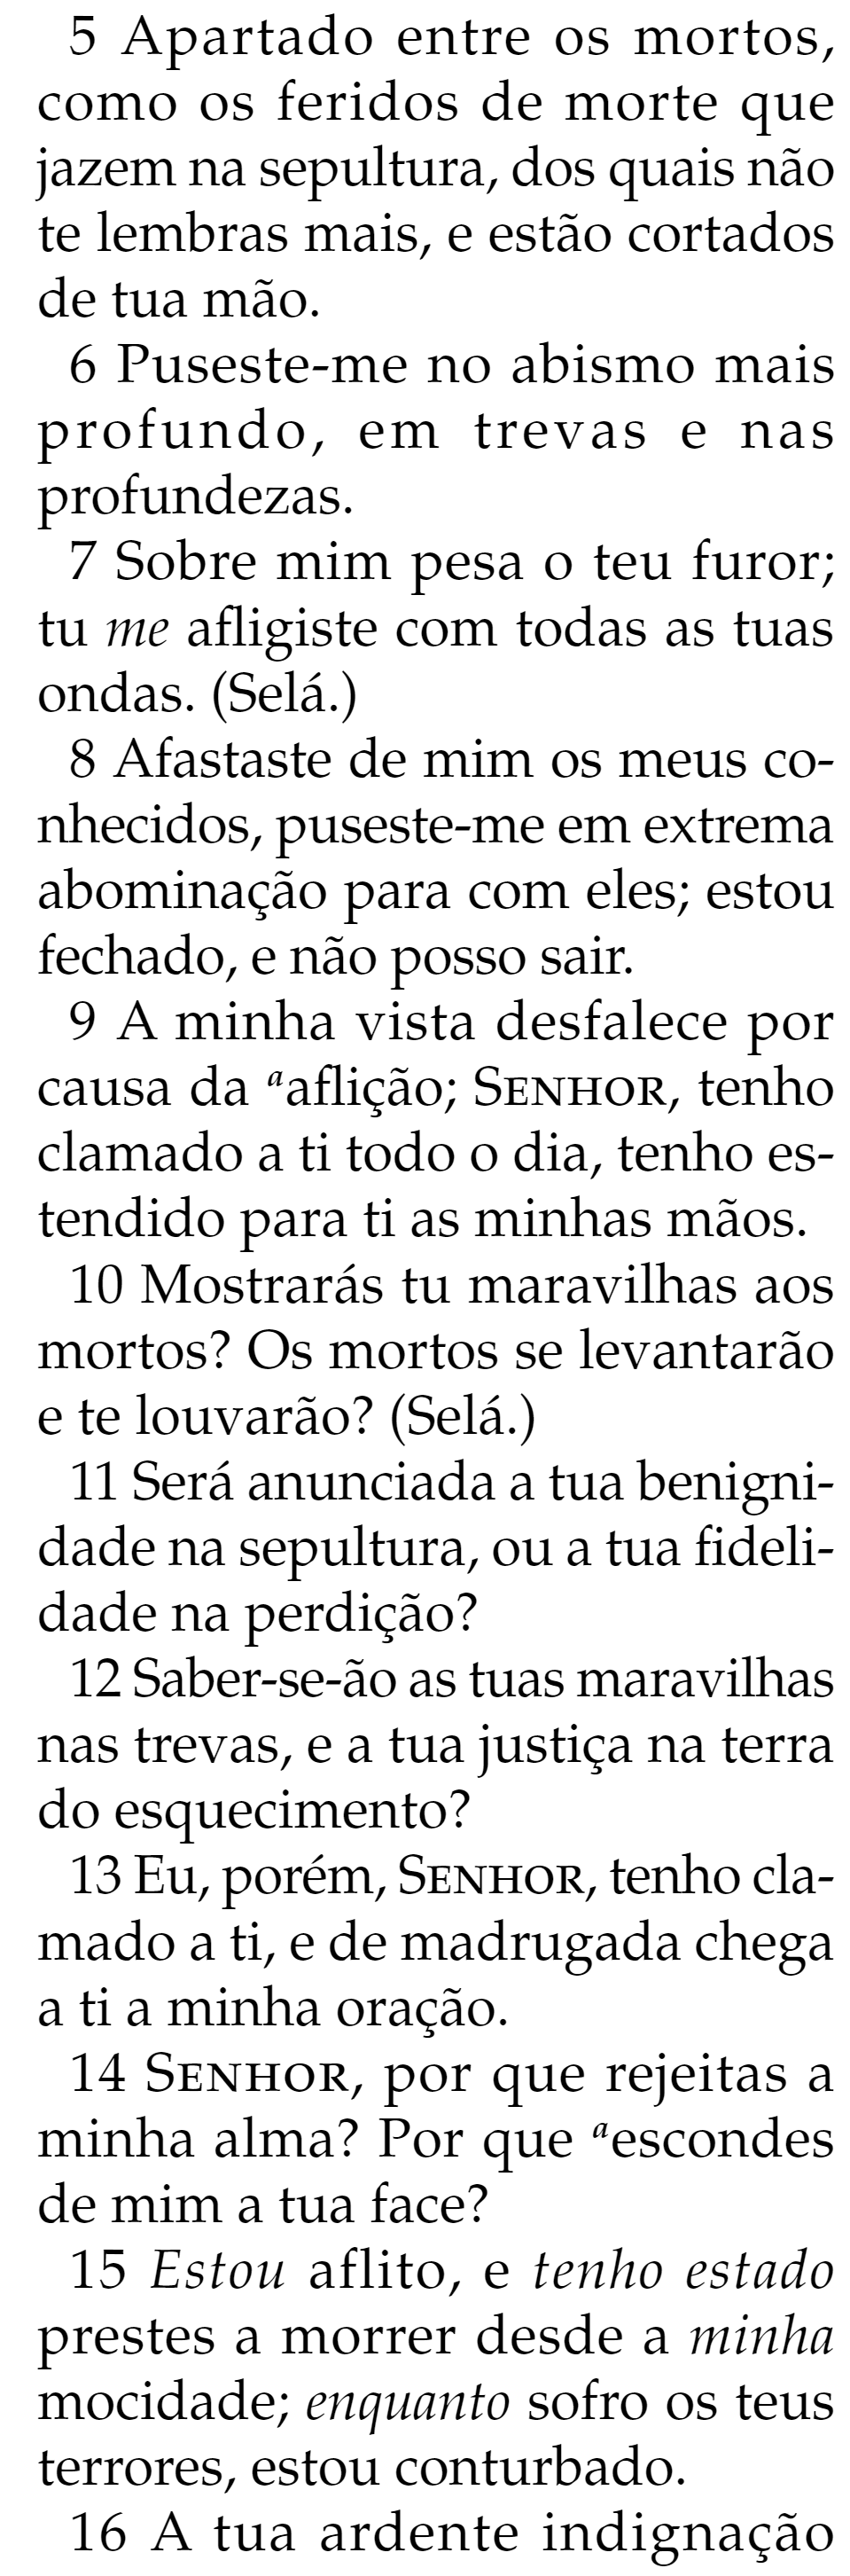 5 Apartado entre os mortos,
como os feridos de morte que
jazem na sepultura, dos quais não
te lembras mais, e estão cortados
de tua mão.
6 Puseste-me no abismo mais
profundo, em trevas e nas
profundezas.
7 Sobre mim pesa o teu furor;
tu me afligiste com todas as tuas
ondas. (Selá.)
8 Afastaste de mim os meus co-
nhecidos, puseste-me em extrema
abominação para com eles; estou
fechado, e não posso sair.
9 A minha vista desfalece por
causa da ᵃaflição; SENHOR, tenho
clamado a ti todo o dia, tenho es-
tendido para ti as minhas mãos.
10 Mostrarás tu maravilhas aos
mortos? Os mortos se levantarão
e te louvarão? (Selá.)
11 Será anunciada a tua benigni-
dade na sepultura, ou a tua fideli-
dade na perdição?
12 Saber-se-ão as tuas maravilhas
nas trevas, e a tua justiça na terra
do esquecimento?
13 Eu, porém, SENHOR, tenho cla-
mado a ti, e de madrugada chega
a ti a minha oração.
14 SENHOR, por que rejeitas a
minha alma? Por que ᵃescondes
de mim a tua face?
15 Estou aflito, e tenho estado
prestes a morrer desde a minha
mocidade; enquanto sofro os teus
terrores, estou conturbado.
16 A tua ardente indignação